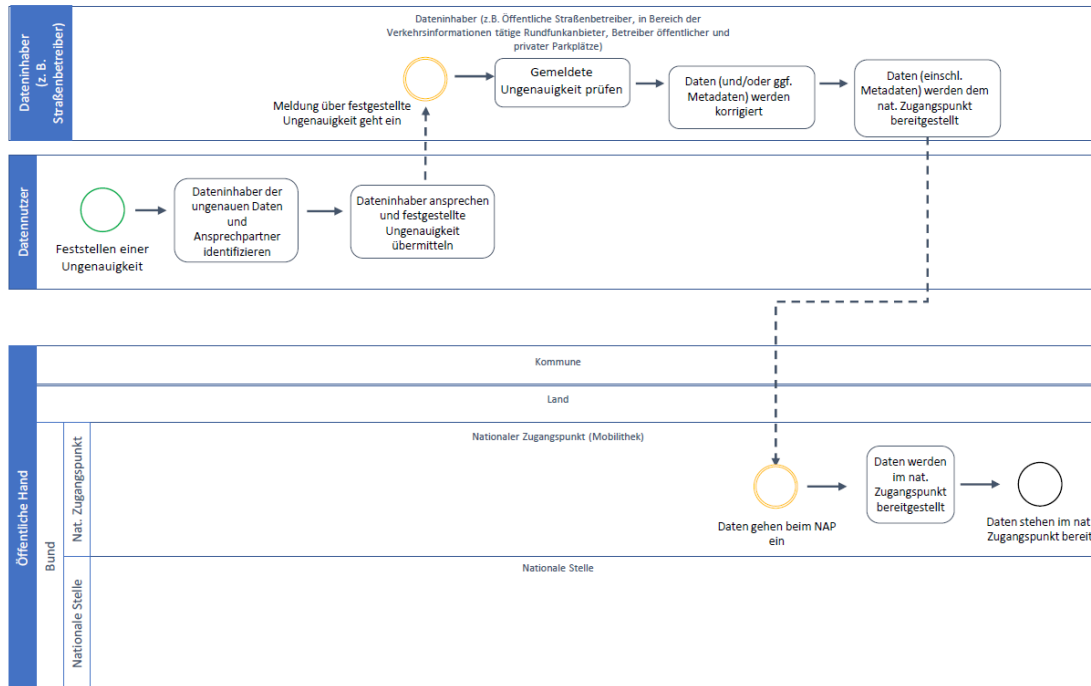 Dateninhaber
(z. B.
Straßenbetreiber)
Dateninhaber (z.B. Öffentliche Straßenbetreiber, in Bereich der
Verkehrsinformationen tätige Rundfunkanbieter, Betreiber öffentlicher und
privater Parkplätze)
Meldung über festgestellte
Ungenauigkeit geht ein
Gemeldete
Ungenauigkeit prüfen
Daten (und/oder ggf.
Metadaten) werden
korrigiert
Daten (einschl.
Metadaten) werden dem
nat. Zugangspunkt
bereitgestellt
Datennutzer
Feststellen einer
Ungenauigkeit
Dateninhaber der
ungenauen Daten
und
Ansprechpartner
identifizieren
Dateninhaber ansprechen
und festgestellte
Ungenauigkeit
übermitteln
Öffentliche Hand
Kommune
Land
Bund
Nat. Zugangspunkt
Nationaler Zugangspunkt (Mobilithek)
Daten gehen beim NAP
ein
Daten werden
im nat.
Zugangspunkt
bereitgestellt
Daten stehen im nat
Zugangspunkt bereit
Nationale Stelle
Nationale Stelle